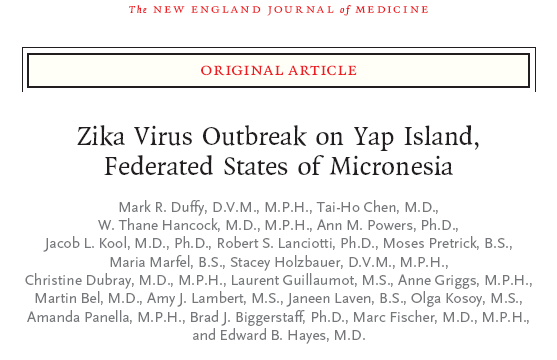 The NEW ENGLAND JOURNAL of MEDICINE
ORIGINAL ARTICLE
Zika Virus Outbreak on Yap Island,
Federated States of Micronesia
Mark R. Duffy, D.V.M., M.P.H., Tai-Ho Chen, M.D.,
W. Thane Hancock, M.D., M.P.H., Ann M. Powers, Ph.D.,
Jacob L. Kool, M.D., Ph.D., Robert S. Lanciotti, Ph.D., Moses Pretrick, B.S.,
Maria Marfel, B.S., Stacey Holzbauer, D.V.M., M.P.H.,
Christine Dubray, M.D., M.P.H., Laurent Guillaumot, M.S., Anne Griggs, M.P.H.,
Martin Bel, M.D., Amy J. Lambert, M.S., Janeen Laven, B.S., Olga Kosoy, M.S.,
Amanda Panella, M.P.H., Brad J. Biggerstaff, Ph.D., Marc Fischer, M.D., M.P.H.,
and Edward B. Hayes, M.D.